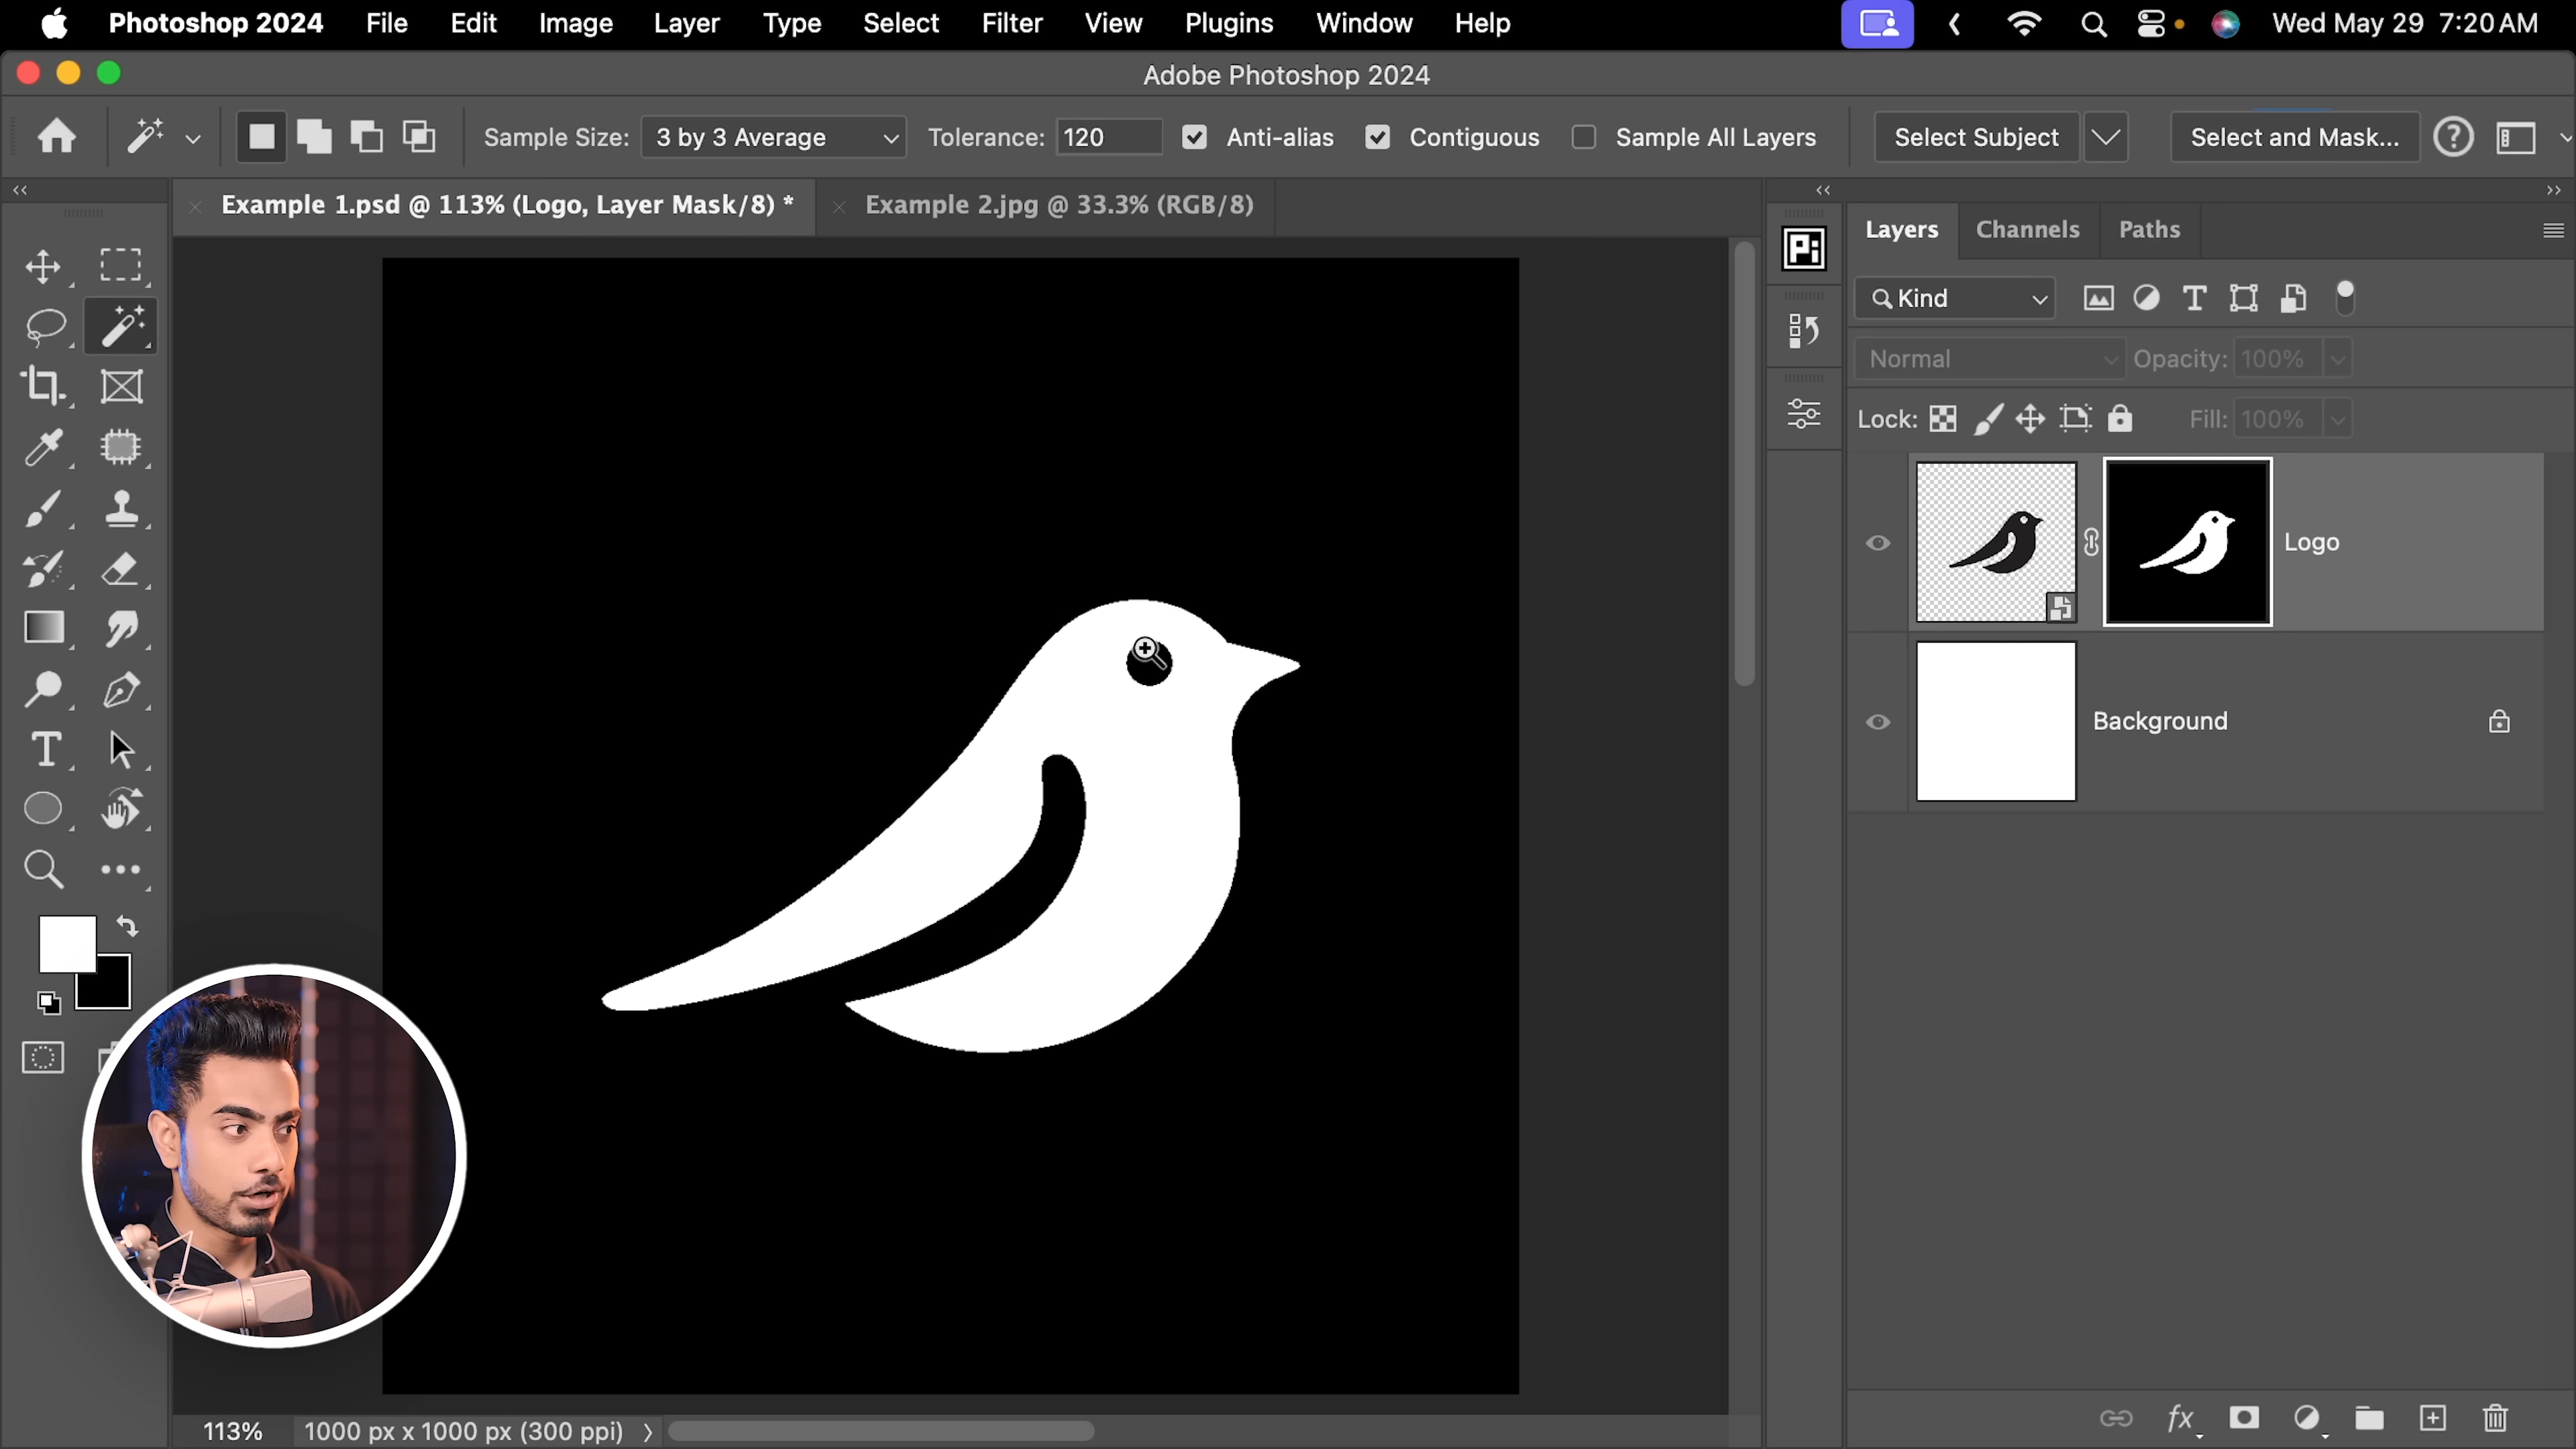 Photoshop 2024 File Edit Image Layer Type Select Filter View Plugins Window Help Wed May 29 7:20 AM
Adobe Photoshop 2024
Sample Size: 3 by 3 Average Tolerance: 120 Anti-alias Contiguous Sample All Layers Select Subject Select and Mask...
Example 1.psd @ 113% (Logo, Layer Mask/8) * Example 2.jpg @ 33.3% (RGB/8)
Layers Channels Paths
Pi
Kind
Normal Opacity: 100%
Lock: Fill: 100%
Logo
Background
fx
113% 1000 px x 1000 px (300 ppi)